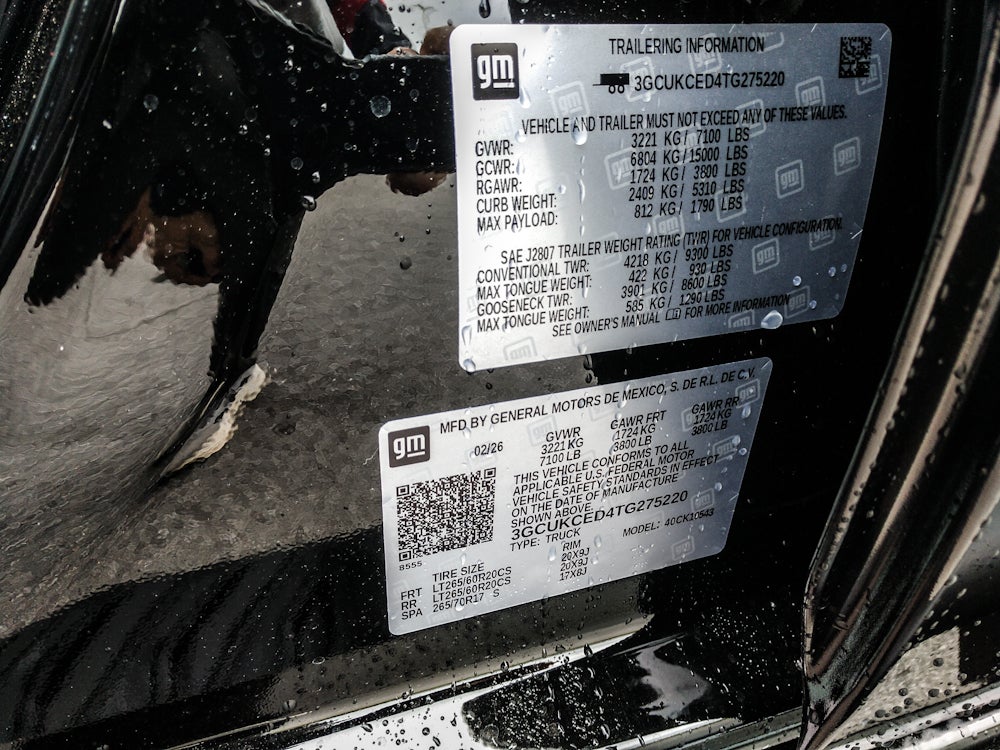 gm
TRAILERING INFORMATION
3GCUKCED4TG275220
VEHICLE AND TRAILER MUST NOT EXCEED ANY OF THESE VALUES.
GVWR: 3221 KG / 7100 LBS
GCWR: 6804 KG / 15000 LBS
RGAWR: 1724 KG / 3800 LBS
CURB WEIGHT: 2409 KG / 5310 LBS
MAX PAYLOAD: 812 KG / 1790 LBS
SAE J2807 TRAILER WEIGHT RATING (TWR) FOR VEHICLE CONFIGURATION.
CONVENTIONAL TWR: 4218 KG / 9300 LBS
MAX TONGUE WEIGHT: 422 KG / 930 LBS
GOOSENECK TWR: 3901 KG / 8600 LBS
MAX TONGUE WEIGHT: 585 KG / 1290 LBS
SEE OWNER'S MANUAL FOR MORE INFORMATION
gm
MFD BY GENERAL MOTORS DE MEXICO, S. DE R.L. DE C.V.
02/26 GVWR GAWR FRT GAWR RR
3221 KG 1724 KG 1724 KG
7100 LB 3800 LB 3800 LB
THIS VEHICLE CONFORMS TO ALL
APPLICABLE U.S. FEDERAL MOTOR
VEHICLE SAFETY STANDARDS IN EFFECT
ON THE DATE OF MANUFACTURE
SHOWN ABOVE.
3GCUKCED4TG275220
TYPE: TRUCK MODEL: 40CK10543
8555
TIRE SIZE RIM
FRT LT265/60R20CS 20X9J
RR LT265/60R20CS 20X9J
SPA 265/70R17 S 17X8J